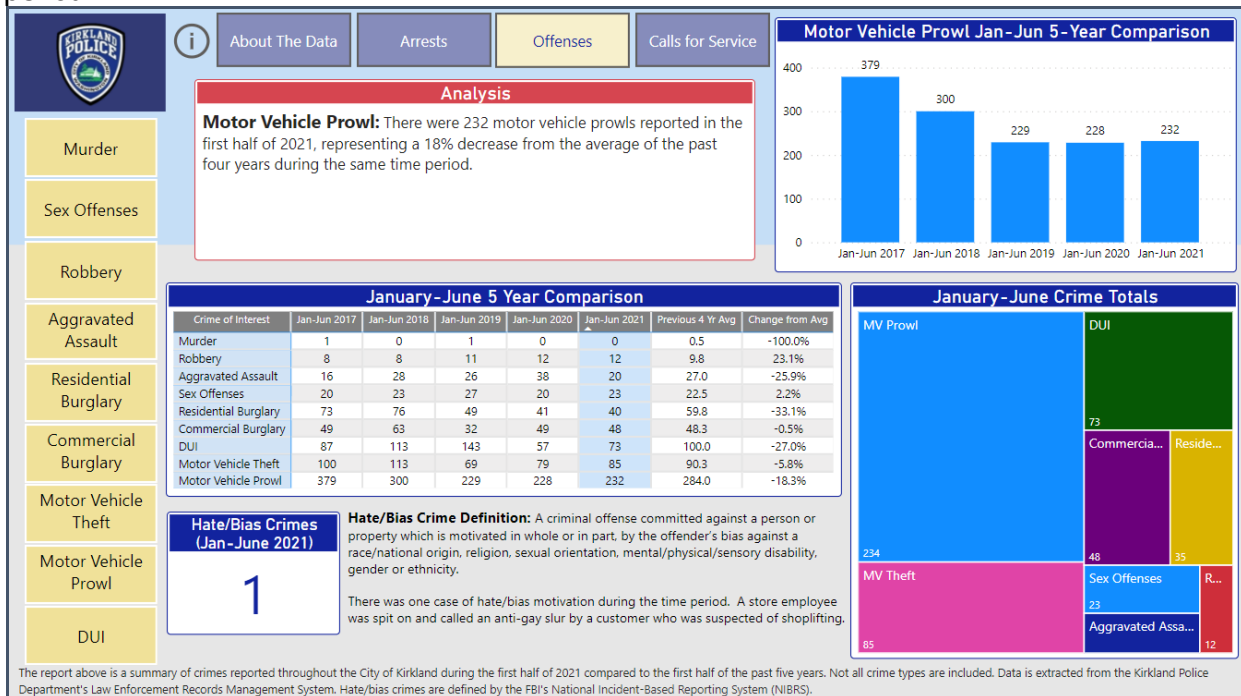 KIRKLAND
POLICE
i
About The Data
Arrests
Offenses
Calls for Service
Murder
Sex Offenses
Robbery
Aggravated
Assault
Residential
Burglary
Commercial
Burglary
Motor Vehicle
Theft
Motor Vehicle
Prowl
DUI
Analysis
Motor Vehicle Prowl: There were 232 motor vehicle prowls reported in the
first half of 2021, representing a 18% decrease from the average of the past
four years during the same time period.
Motor Vehicle Prowl Jan-Jun 5-Year Comparison
400
300
200
100
0
379
300
229
228
232
Jan-Jun 2017 Jan-Jun 2018 Jan-Jun 2019 Jan-Jun 2020 Jan-Jun 2021
January-June 5 Year Comparison
Crime of Interest Jan-Jun 2017 Jan-Jun 2018 Jan-Jun 2019 Jan-Jun 2020 Jan-Jun 2021 Previous 4 Yr Avg Change from Avg
Murder 1 0 1 0 0 0.5 -100.0%
Robbery 8 8 11 12 12 9.8 23.1%
Aggravated Assault 16 28 26 38 20 27.0 -25.9%
Sex Offenses 20 23 27 20 23 22.5 2.2%
Residential Burglary 73 76 49 41 40 59.8 -33.1%
Commercial Burglary 49 63 32 49 48 48.3 -0.5%
DUI 87 113 143 57 73 100.0 -27.0%
Motor Vehicle Theft 100 113 69 79 85 90.3 -5.8%
Motor Vehicle Prowl 379 300 229 228 232 284.0 -18.3%
January-June Crime Totals
MV Prowl
234
MV Theft
85
DUI
73
Commercia...
48
Reside...
35
Sex Offenses
23
Aggravated Assa...
R...
12
Hate/Bias Crimes
(Jan-June 2021)
1
Hate/Bias Crime Definition: A criminal offense committed against a person or
property which is motivated in whole or in part, by the offender's bias against a
race/national origin, religion, sexual orientation, mental/physical/sensory disability,
gender or ethnicity.
There was one case of hate/bias motivation during the time period. A store employee
was spit on and called an anti-gay slur by a customer who was suspected of shoplifting.
The report above is a summary of crimes reported throughout the City of Kirkland during the first half of 2021 compared to the first half of the past five years. Not all crime types are included. Data is extracted from the Kirkland Police
Department's Law Enforcement Records Management System. Hate/bias crimes are defined by the FBI's National Incident-Based Reporting System (NIBRS).